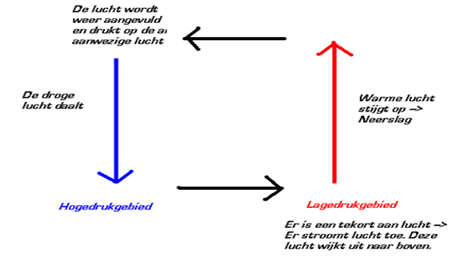 De lucht wordt
weer aangevuld
en drukt op de
aanwezige lucht
De droge
lucht daalt
Warme lucht
stijgt op ->
Neerslag
Hogedrukgebied
Lagedrukgebied
Er is een tekort aan lucht ->
Er stroomt lucht toe. Deze
lucht wijkt uit naar boven.